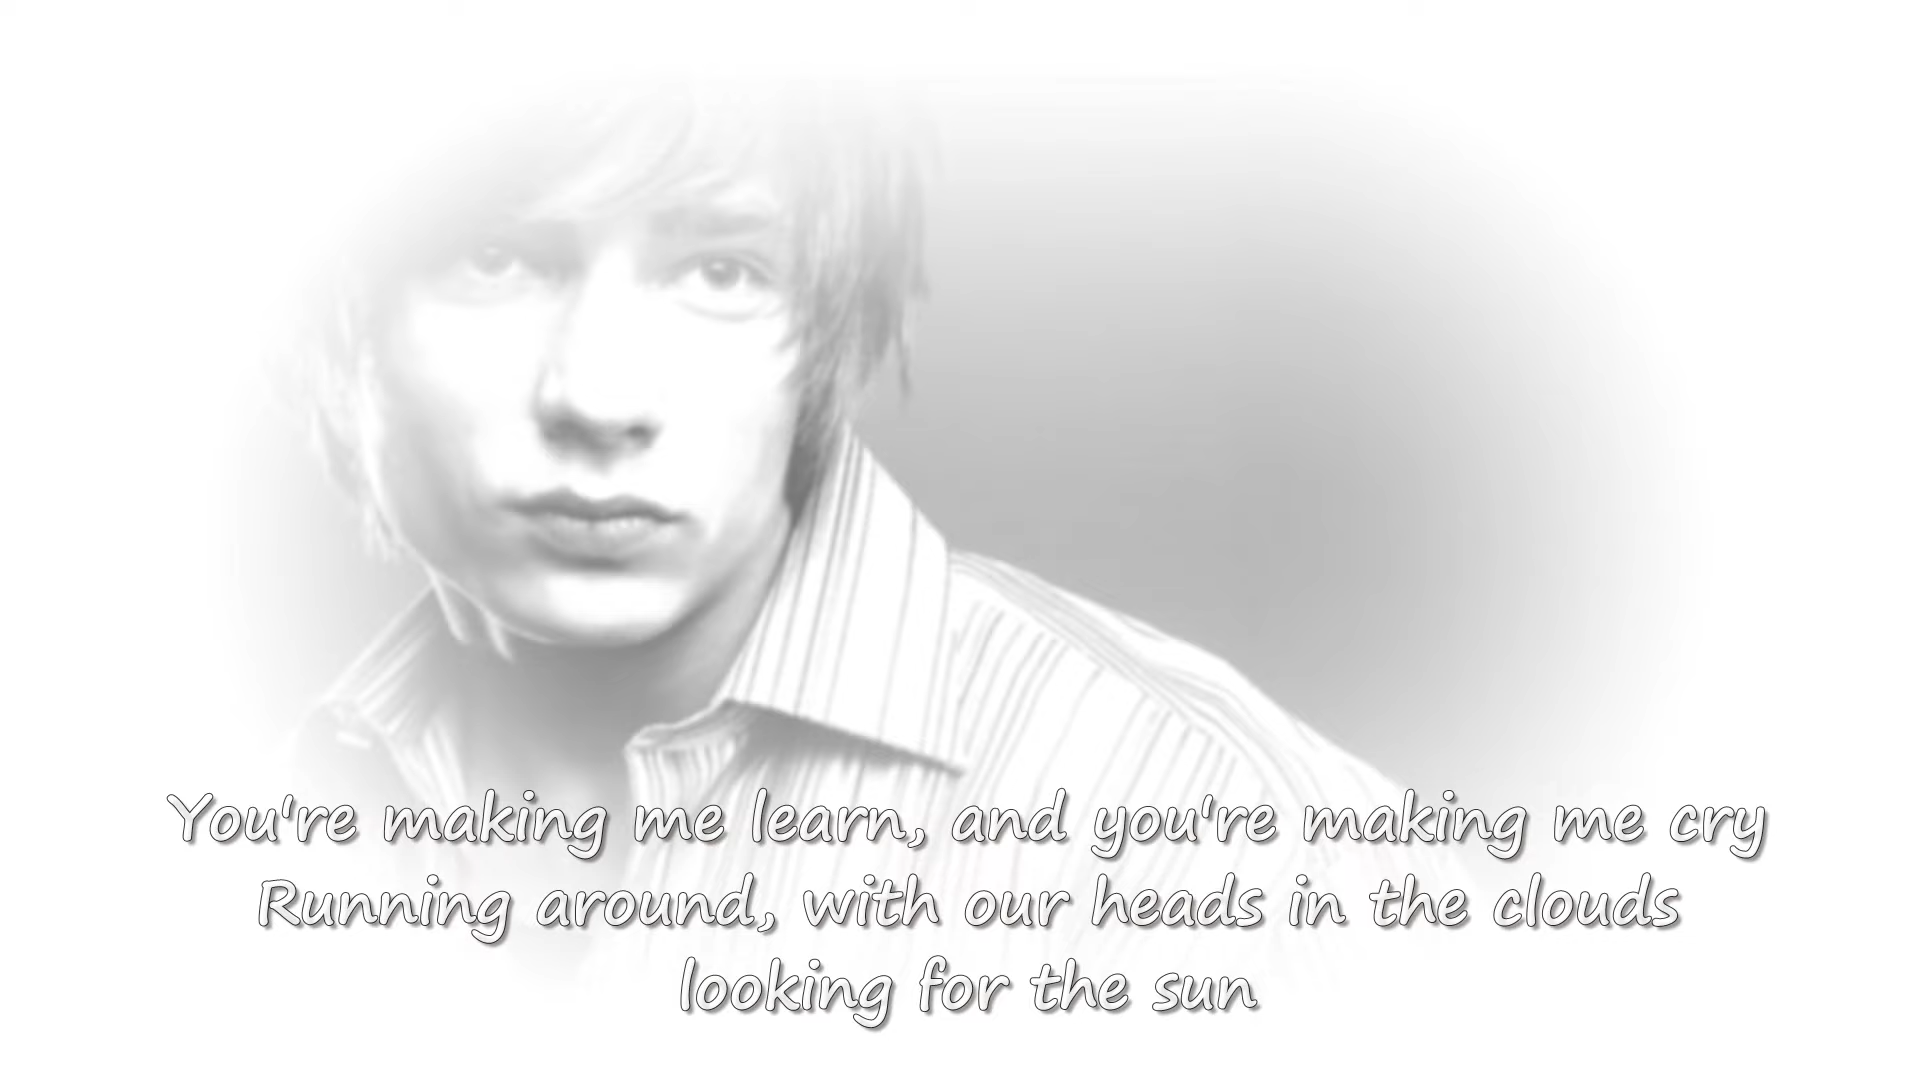 You're making me learn, and you're making me cry
Running around, with our heads in the clouds
looking for the sun